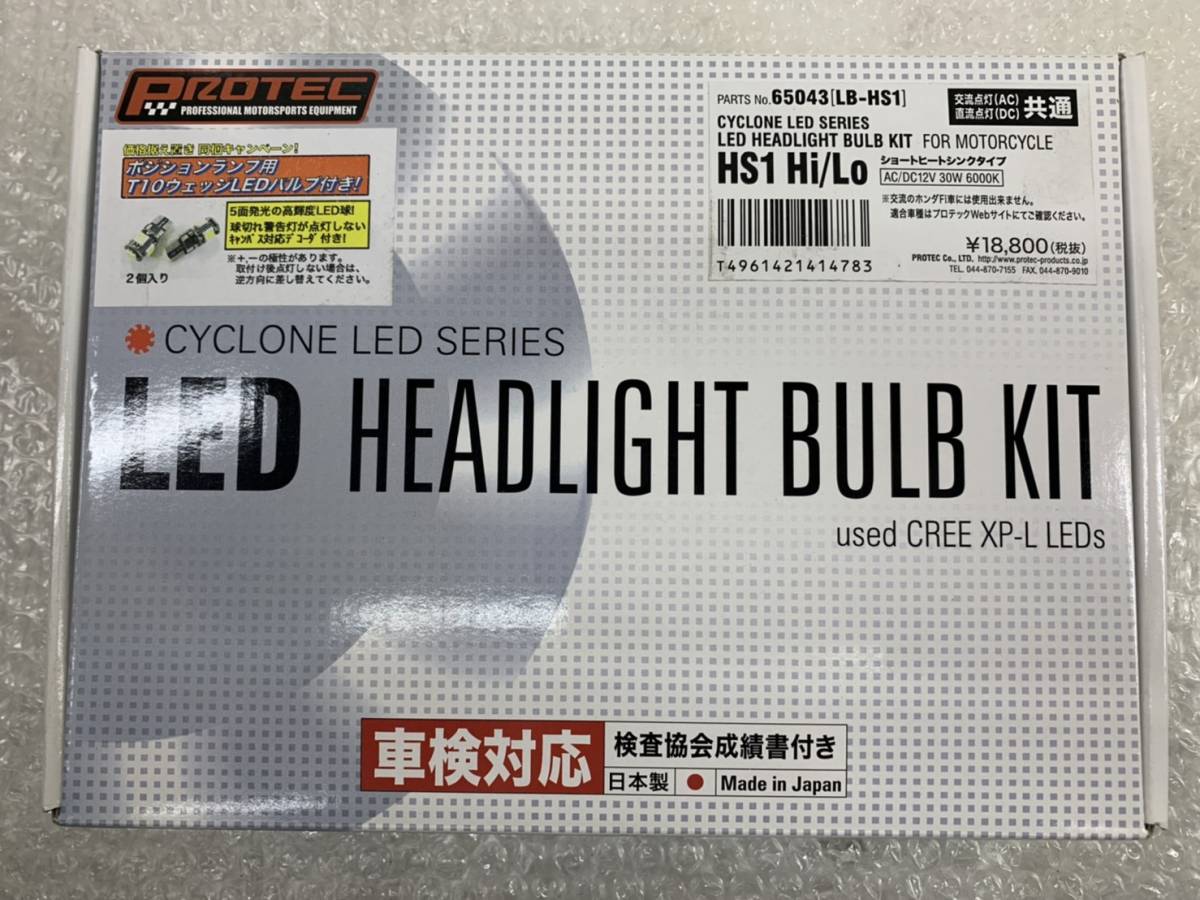 PROTEC
PROFESSIONAL MOTORSPORTS EQUIPMENT
価格据え置き 同梱キャンペーン!
ポジションランプ用
T10ウェッジLEDバルブ付き!
5面発光の高輝度LED球!
球切れ警告灯が点灯しない
キャンバス対応デコーダ付き!
2個入り
※+,ーの極性があります。
取付け後点灯しない場合は、
逆方向に差し替えてください。
PARTS No.65043[LB-HS1]
CYCLONE LED SERIES
LED HEADLIGHT BULB KIT FOR MOTORCYCLE
HS1 Hi/Lo
交流点灯(AC)
直流点灯(DC) 共通
ショートヒートシンクタイプ
AC/DC12V 30W 6000K
※交流のホンダFi車には使用出来ません。
適合車種はプロテックWebサイトにてご確認ください。
T4961421414783
¥18,800(税抜)
PROTEC Co., LTD. http://www.protec-products.co.jp
TEL. 044-870-7155 FAX. 044-870-9010
CYCLONE LED SERIES
LED HEADLIGHT BULB KIT
used CREE XP-L LEDs
車検対応
検査協会成績書付き
日本製 Made in Japan